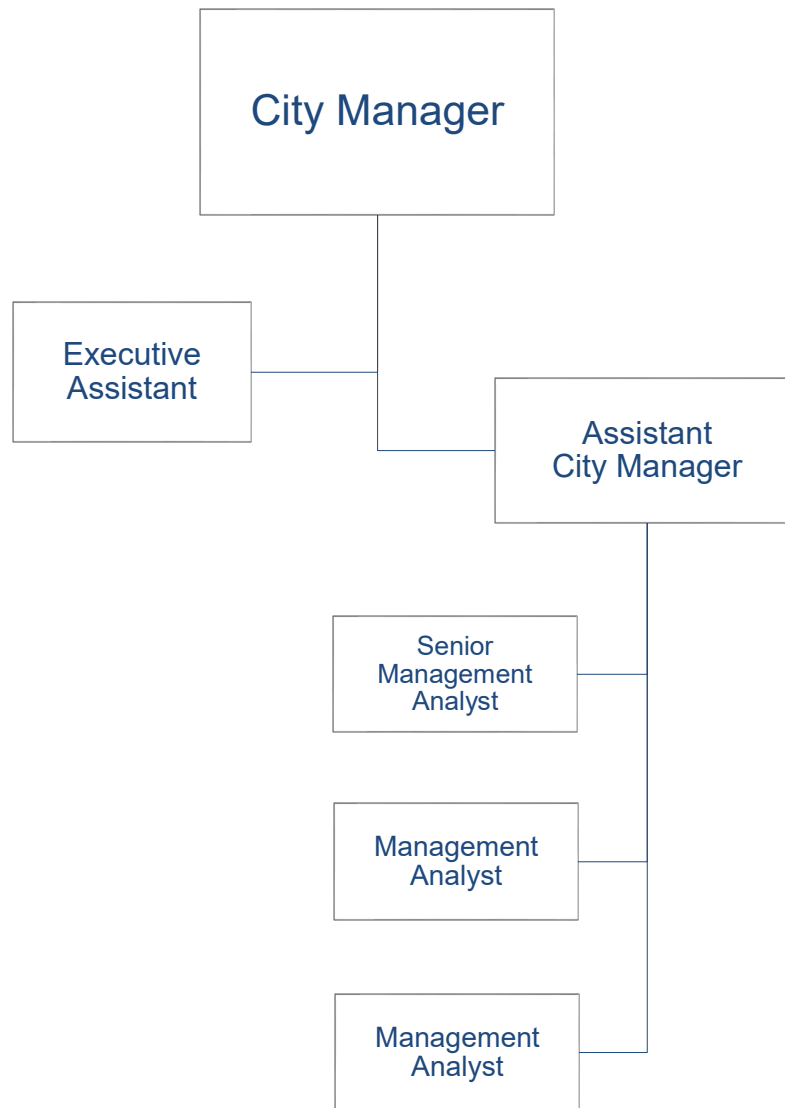 City Manager
Executive
Assistant
Assistant
City Manager
Senior
Management
Analyst
Management
Analyst
Management
Analyst